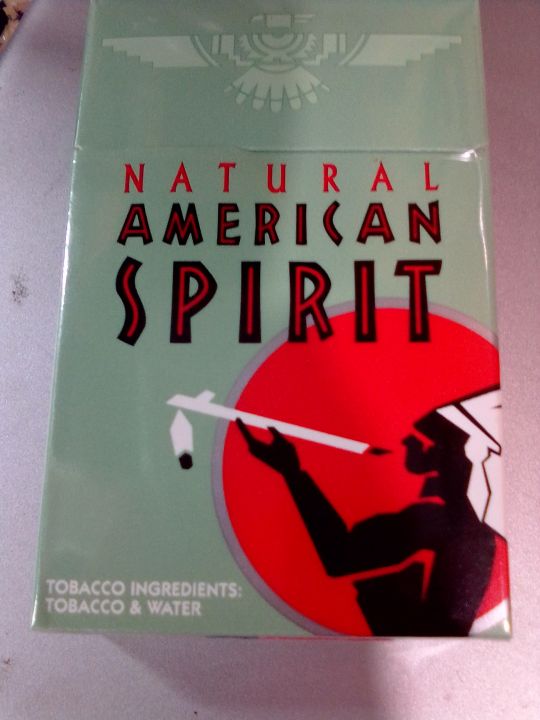 NATURAL
AMERICAN
SPIRIT
TOBACCO INGREDIENTS:
TOBACCO & WATER